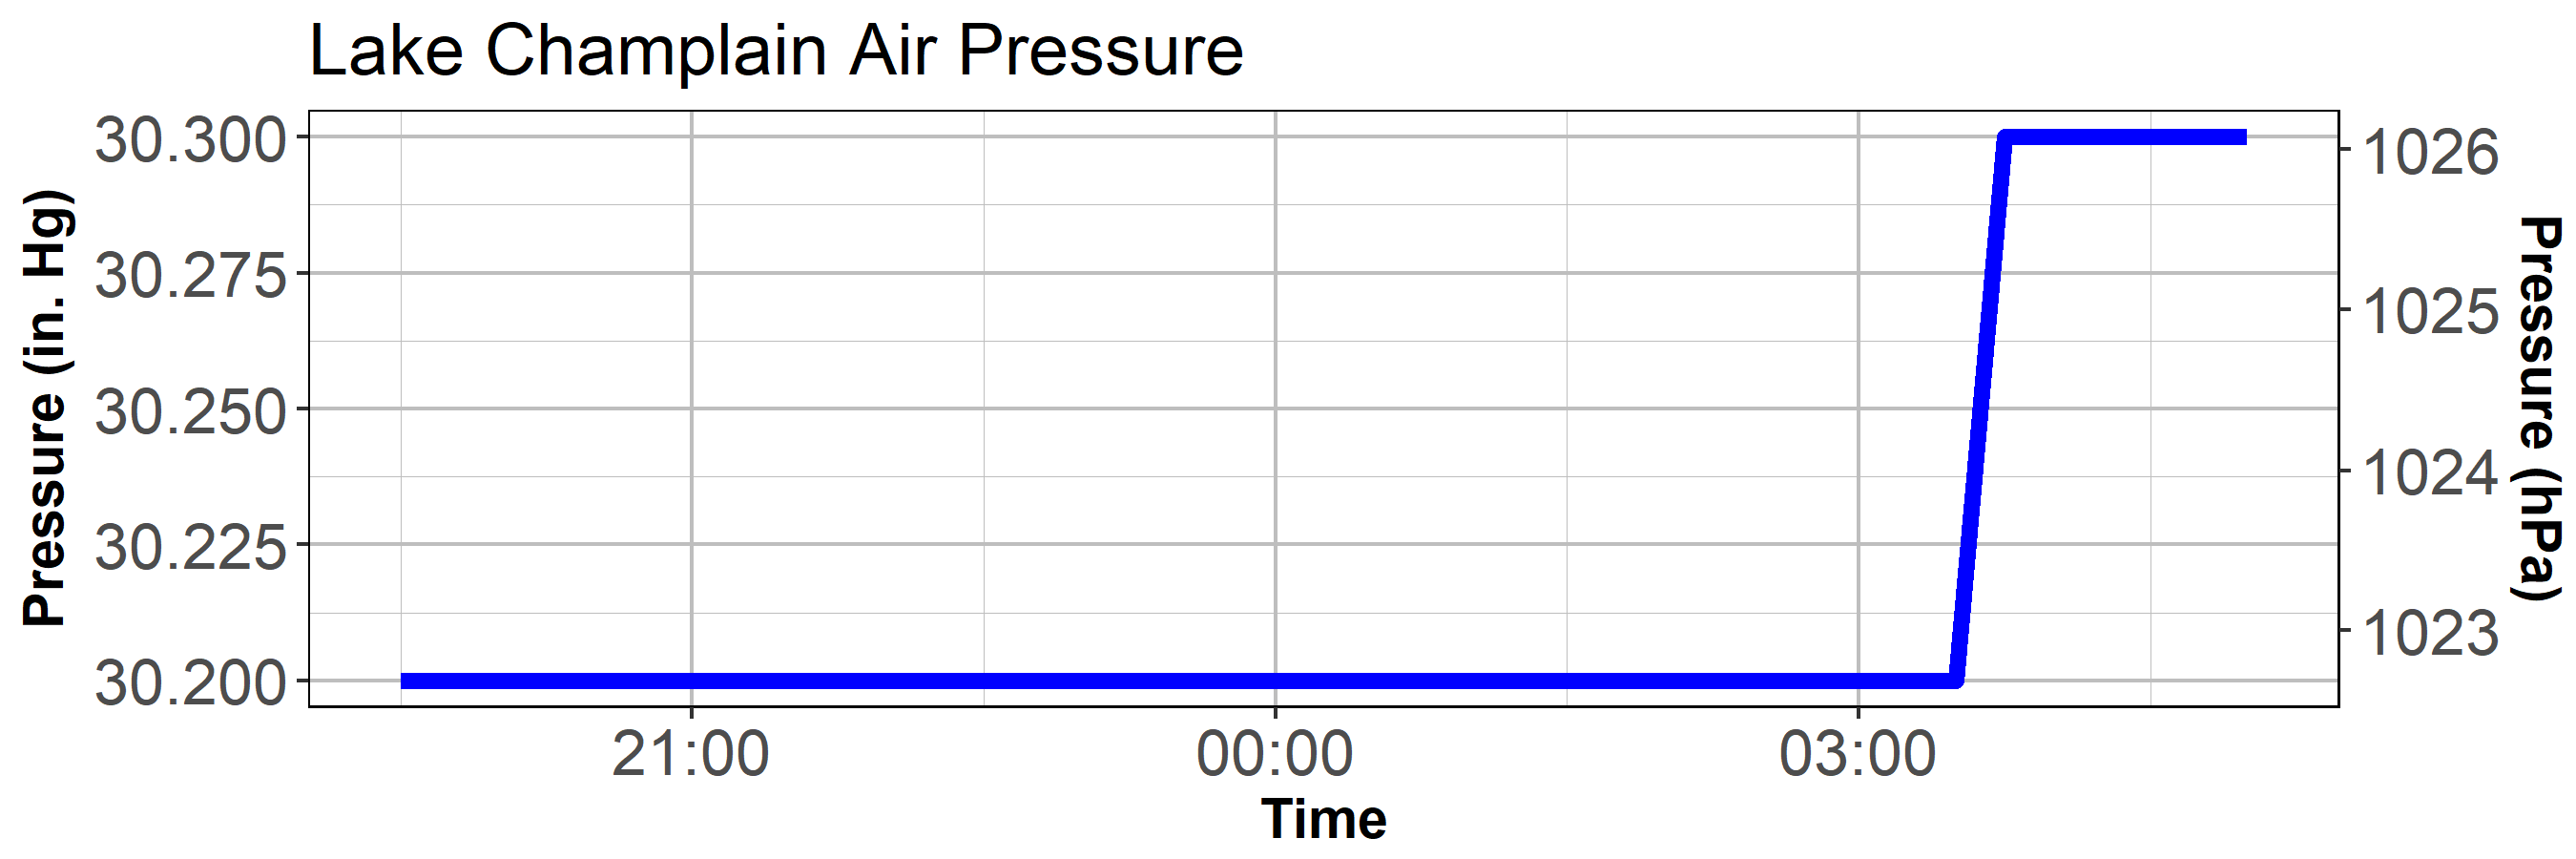 Lake Champlain Air Pressure
Pressure (in. Hg)
30.300
30.275
30.250
30.225
30.200
1026
1025
1024
1023
Pressure (hPa)
21:00 00:00 03:00
Time